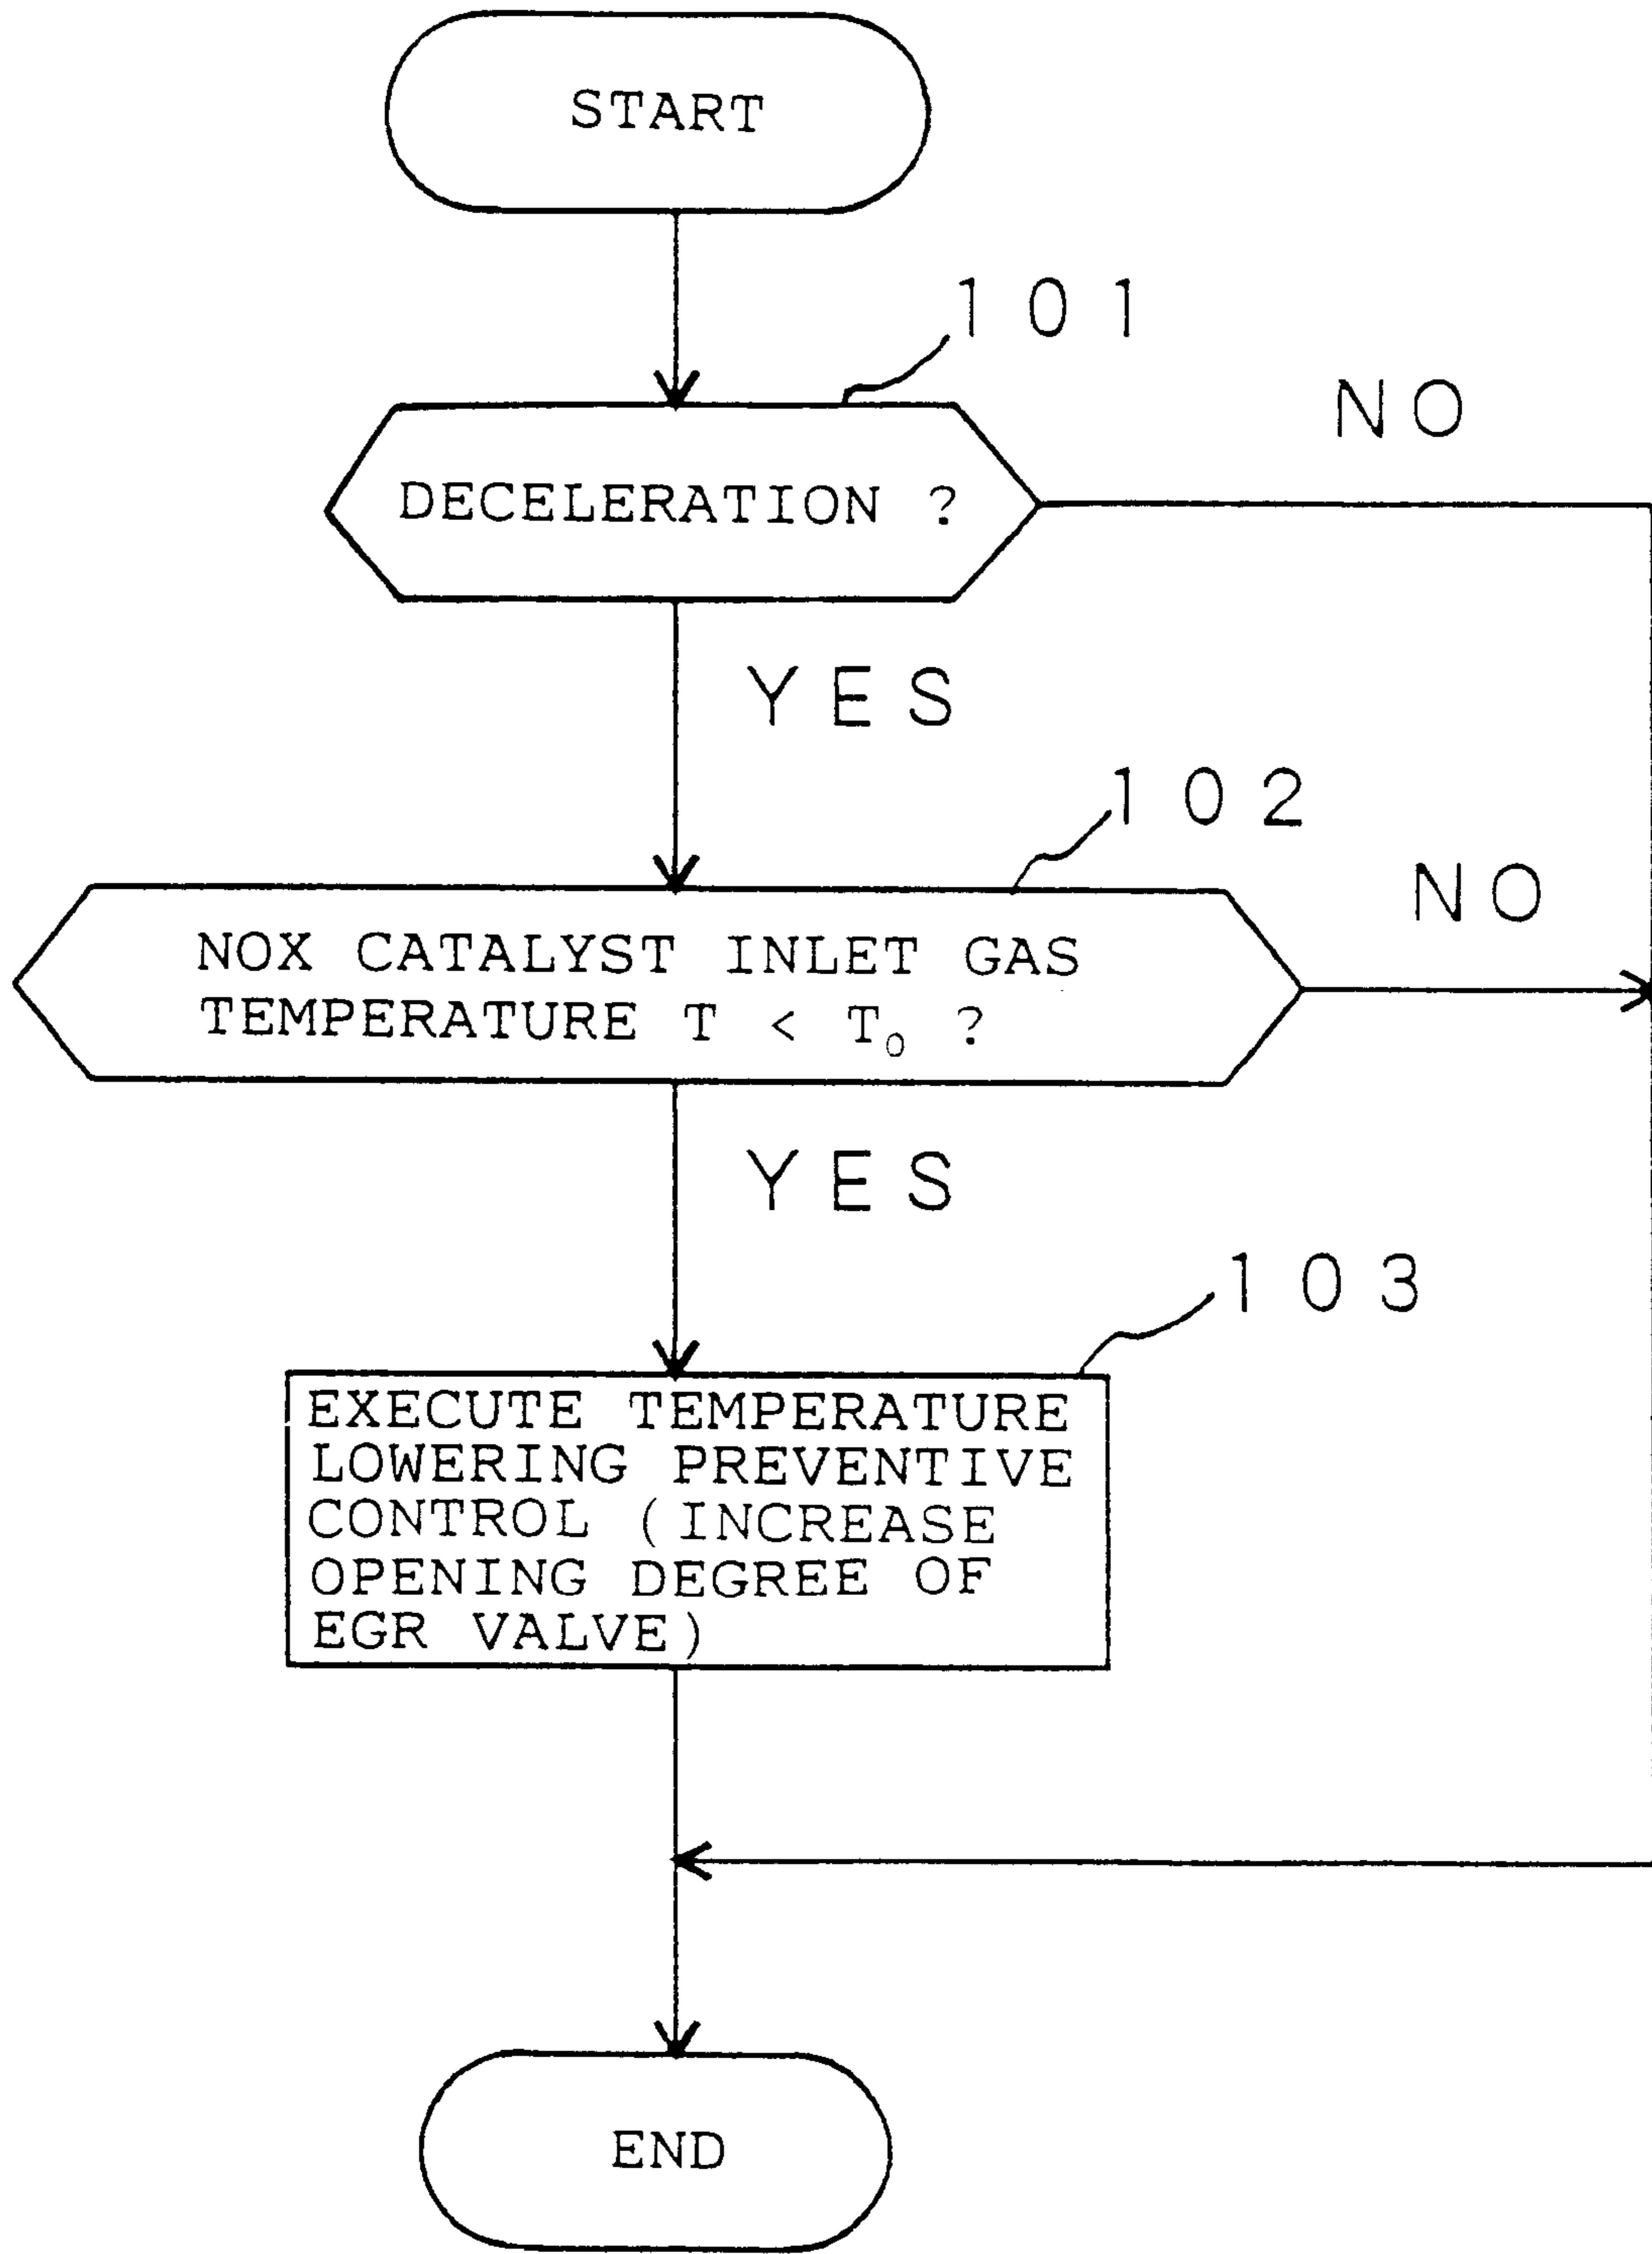 START
101
NO
DECELERATION ?
YES
102
NO
NOX CATALYST INLET GAS
TEMPERATURE T < T₀ ?
YES
103
EXECUTE TEMPERATURE
LOWERING PREVENTIVE
CONTROL (INCREASE
OPENING DEGREE OF
EGR VALVE)
END